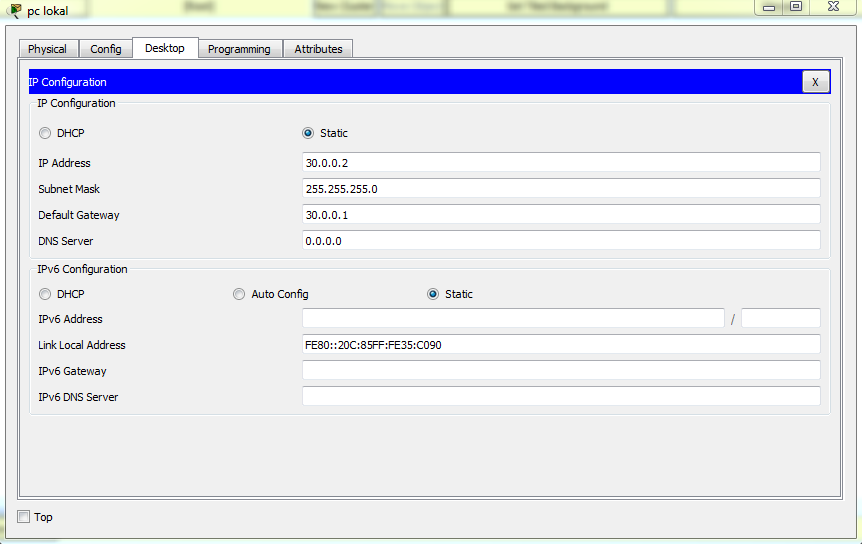 pc lokal
Physical Config Desktop Programming Attributes
IP Configuration X
IP Configuration
DHCP Static
IP Address 30.0.0.2
Subnet Mask 255.255.255.0
Default Gateway 30.0.0.1
DNS Server 0.0.0.0
IPv6 Configuration
DHCP Auto Config Static
IPv6 Address /
Link Local Address FE80::20C:85FF:FE35:C090
IPv6 Gateway
IPv6 DNS Server
Top